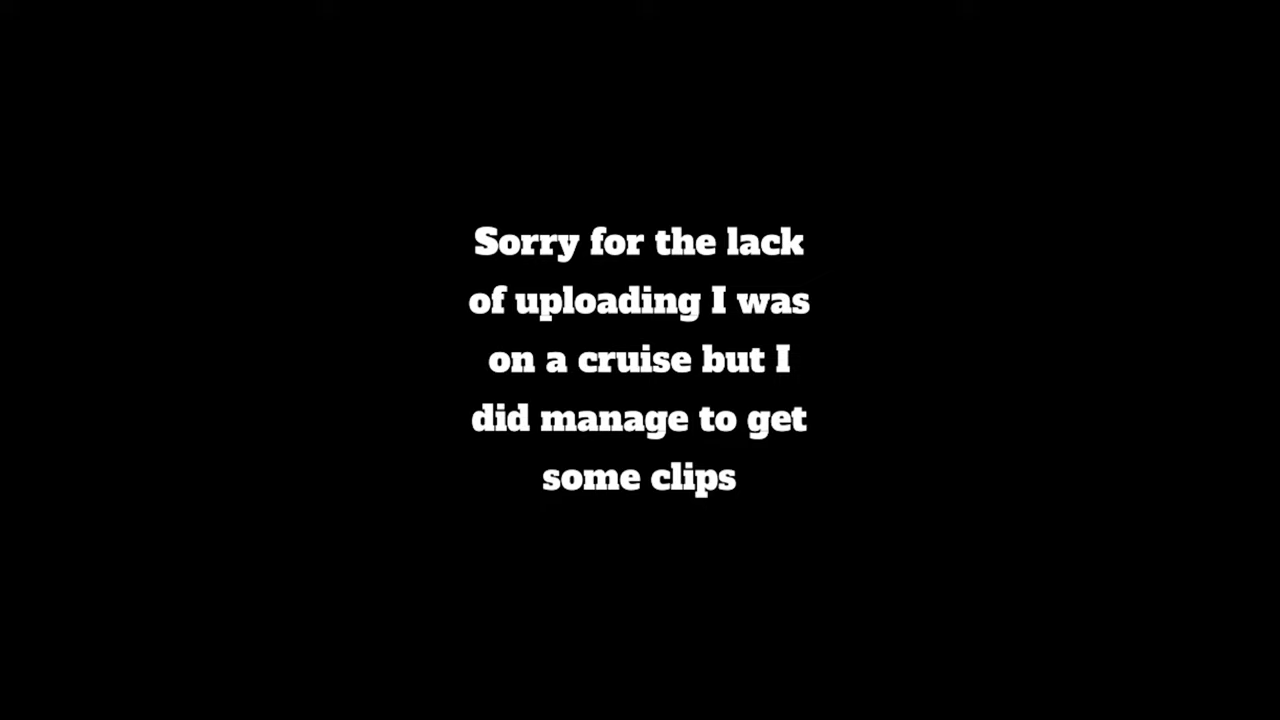 Sorry for the lack
of uploading I was
on a cruise but I
did manage to get
some clips